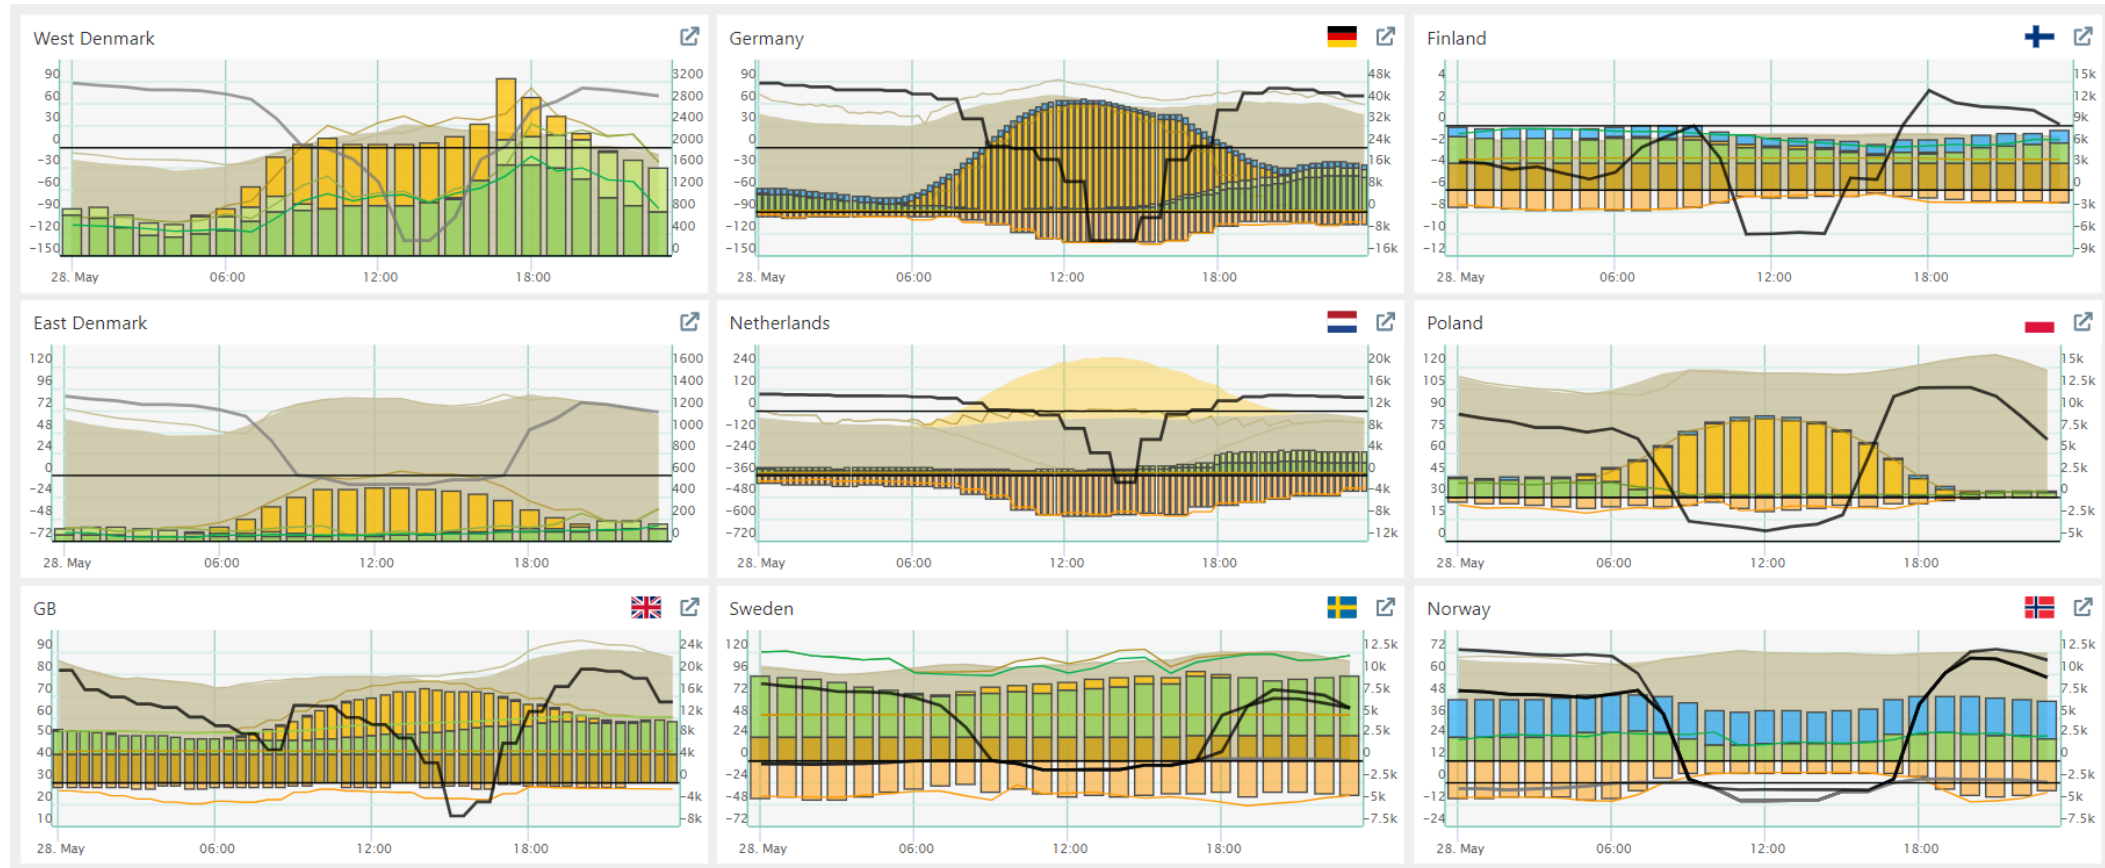 West Denmark
90
60
30
0
−30
−60
−90
−120
−150
3200
2800
2400
2000
1600
1200
800
400
0
28. May 06:00 12:00 18:00
Germany
90
60
30
0
−30
−60
−90
−120
−150
48k
40k
32k
24k
16k
8k
0
−8k
−16k
28. May 06:00 12:00 18:00
Finland
4
2
0
−2
−4
−6
−8
−10
−12
15k
12k
9k
6k
3k
0
−3k
−6k
−9k
28. May 06:00 12:00 18:00
East Denmark
120
96
72
48
24
0
−24
−48
−72
1600
1400
1200
1000
800
600
400
200
0
28. May 06:00 12:00 18:00
Netherlands
240
120
0
−120
−240
−360
−480
−600
−720
20k
16k
12k
8k
4k
0
−4k
−8k
−12k
28. May 06:00 12:00 18:00
Poland
120
105
90
75
60
45
30
15
0
15k
12.5k
10k
7.5k
5k
2.5k
0
−2.5k
−5k
28. May 06:00 12:00 18:00
GB
90
80
70
60
50
40
30
20
10
24k
20k
16k
12k
8k
4k
0
−4k
−8k
28. May 06:00 12:00 18:00
Sweden
120
96
72
48
24
0
−24
−48
−72
12.5k
10k
7.5k
5k
2.5k
0
−2.5k
−5k
−7.5k
28. May 06:00 12:00 18:00
Norway
72
60
48
36
24
12
0
−12
−24
12.5k
10k
7.5k
5k
2.5k
0
−2.5k
−5k
−7.5k
28. May 06:00 12:00 18:00